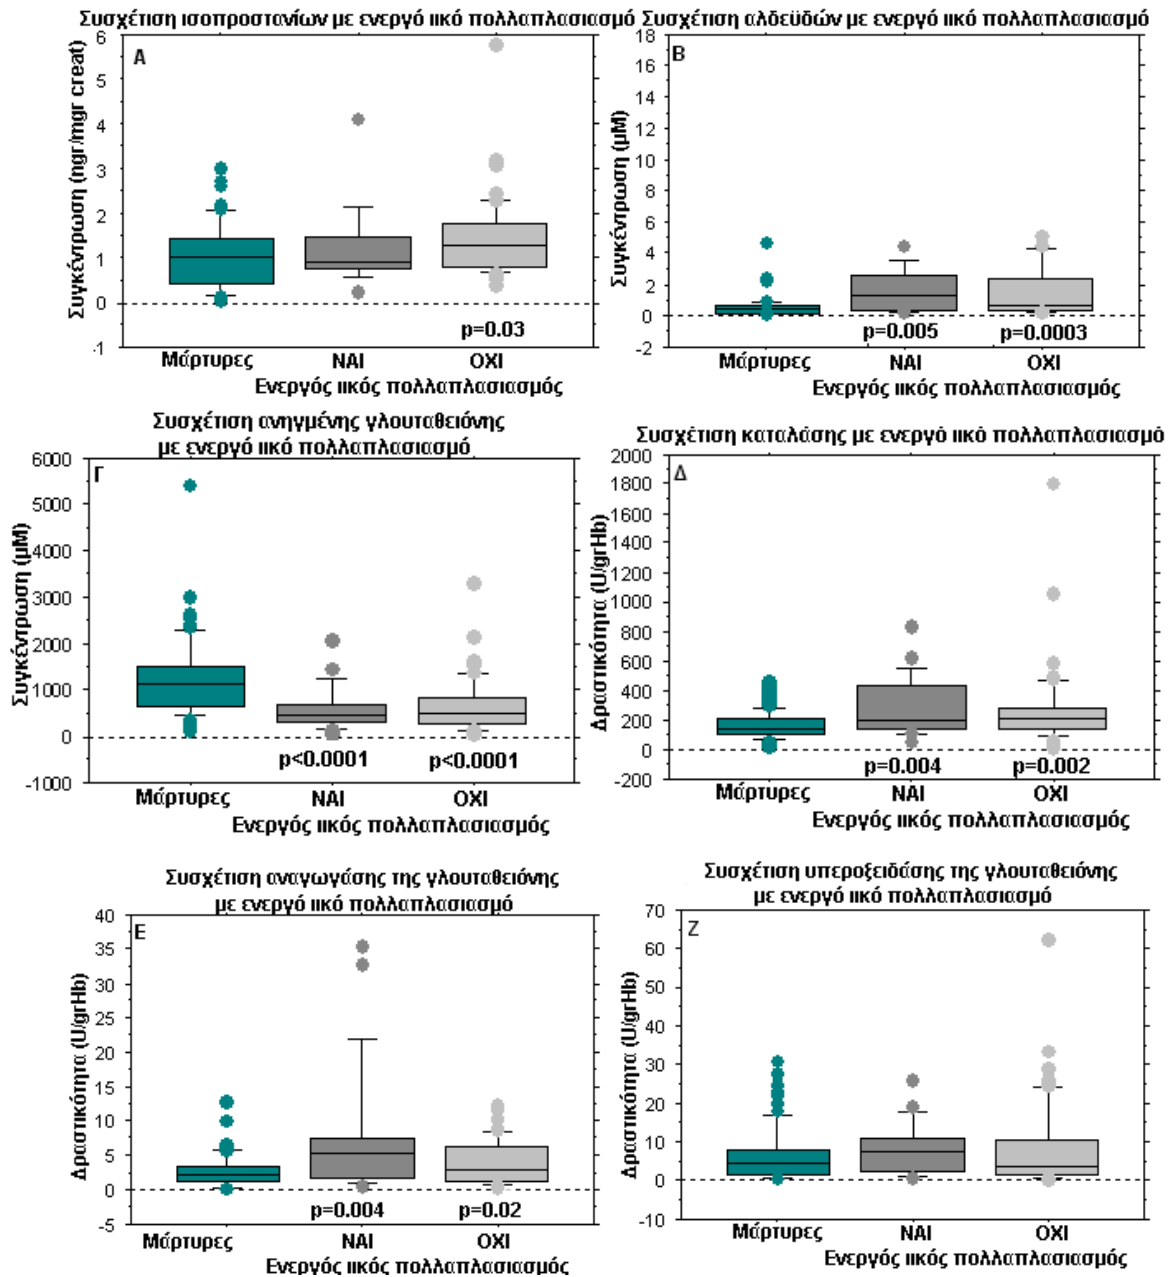 Συσχέτιση ισοπροστανίων με ενεργό ιικό πολλαπλασιασμό
A
Συγκέντρωση (ngr/mgr creat)
6
5
4
3
2
1
0
-1
p=0.03
Μάρτυρες ΝΑΙ ΟΧΙ
Ενεργός ιικός πολλαπλασιασμός
Συσχέτιση αλδεϋδών με ενεργό ιικό πολλαπλασιασμό
B
Συγκέντρωση (μM)
18
16
14
12
10
8
6
4
2
0
-2
p=0.005 p=0.0003
Μάρτυρες ΝΑΙ ΟΧΙ
Ενεργός ιικός πολλαπλασιασμός
Συσχέτιση ανηγμένης γλουταθειόνης
με ενεργό ιικό πολλαπλασιασμό
Γ
Συγκέντρωση (μM)
6000
5000
4000
3000
2000
1000
0
-1000
p<0.0001 p<0.0001
Μάρτυρες ΝΑΙ ΟΧΙ
Ενεργός ιικός πολλαπλασιασμός
Συσχέτιση καταλάσης με ενεργό ιικό πολλαπλασιασμό
Δ
Δραστικότητα (U/grHb)
2000
1800
1600
1400
1200
1000
800
600
400
200
0
-200
p=0.004 p=0.002
Μάρτυρες ΝΑΙ ΟΧΙ
Ενεργός ιικός πολλαπλασιασμός
Συσχέτιση αναγωγάσης της γλουταθειόνης
με ενεργό ιικό πολλαπλασιασμό
E
Δραστικότητα (U/grHb)
40
35
30
25
20
15
10
5
0
-5
p=0.004 p=0.02
Μάρτυρες ΝΑΙ ΟΧΙ
Ενεργός ιικός πολλαπλασιασμός
Συσχέτιση υπεροξειδάσης της γλουταθειόνης
με ενεργό ιικό πολλαπλασιασμό
Z
Δραστικότητα (U/grHb)
70
60
50
40
30
20
10
0
-10
Μάρτυρες ΝΑΙ ΟΧΙ
Ενεργός ιικός πολλαπλασιασμός